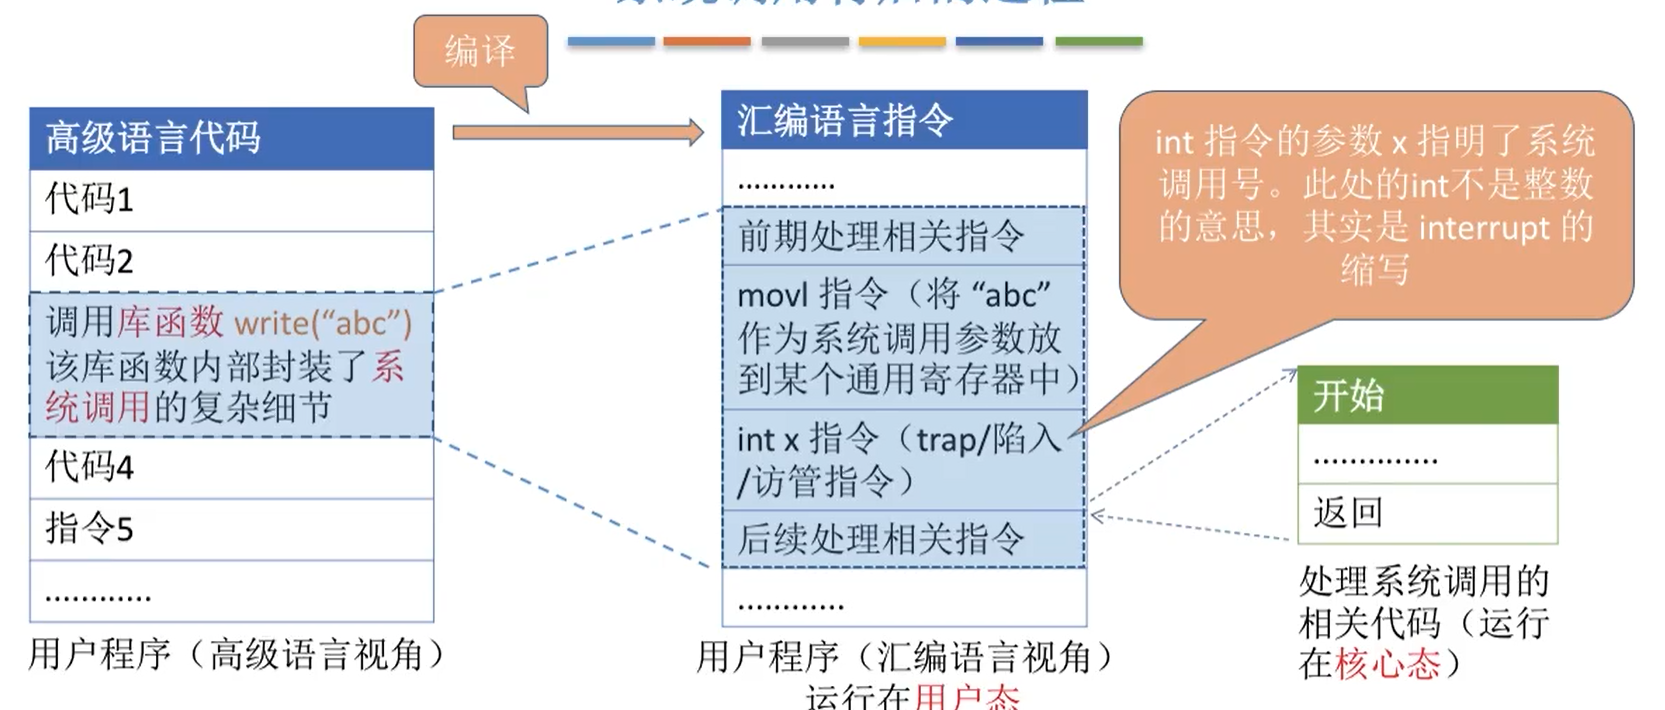 编译
高级语言代码
代码1
代码2
调用库函数 write(“abc”)
该库函数内部封装了系
统调用的复杂细节
代码4
指令5
…………
用户程序（高级语言视角）
汇编语言指令
…………
前期处理相关指令
movl 指令（将 “abc”
作为系统调用参数放
到某个通用寄存器中）
int x 指令（trap/陷入
/访管指令）
后续处理相关指令
…………
用户程序（汇编语言视角）
运行在用户态
int 指令的参数 x 指明了系统
调用号。此处的int不是整数
的意思，其实是 interrupt 的
缩写
开始
…………..
返回
处理系统调用的
相关代码（运行
在核心态）